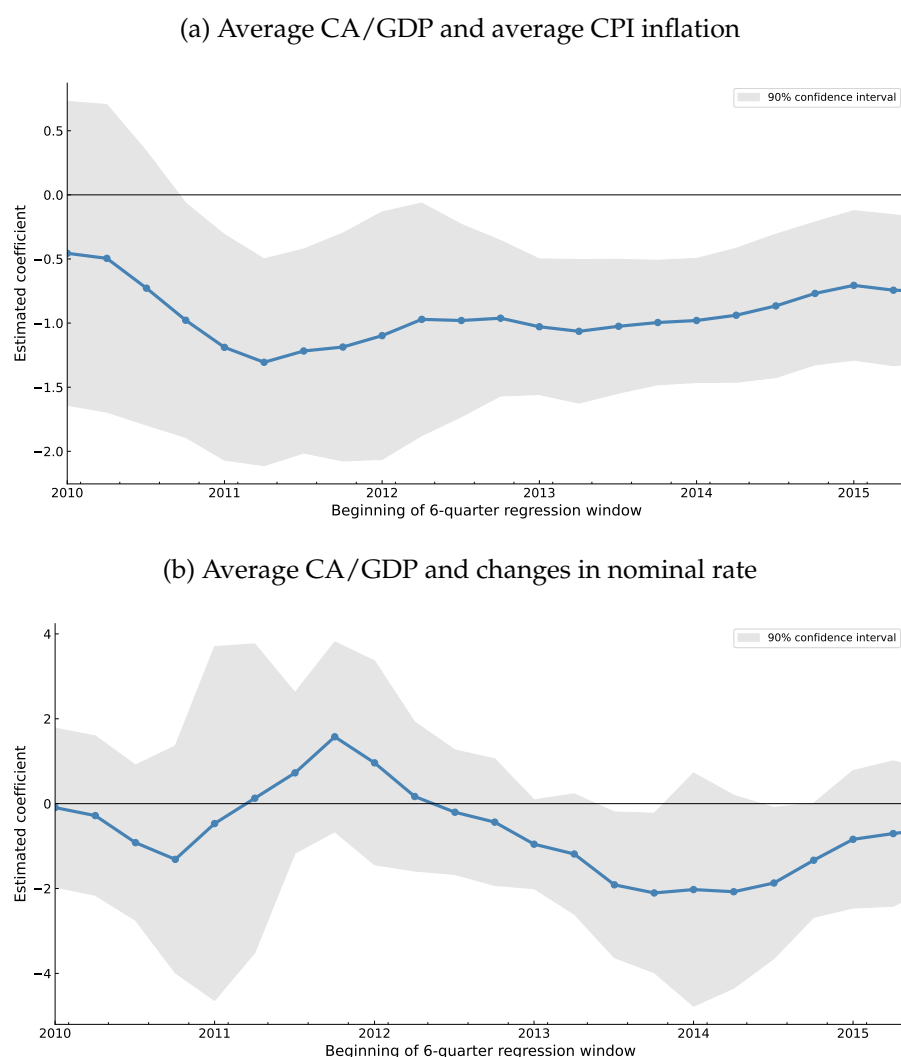 (a) Average CA/GDP and average CPI inflation
90% confidence interval
0.5
0.0
−0.5
−1.0
−1.5
−2.0
Estimated coefficient
2010 2011 2012 2013 2014 2015
Beginning of 6-quarter regression window
(b) Average CA/GDP and changes in nominal rate
90% confidence interval
4
2
0
−2
−4
Estimated coefficient
2010 2011 2012 2013 2014 2015
Beginning of 6-quarter regression window